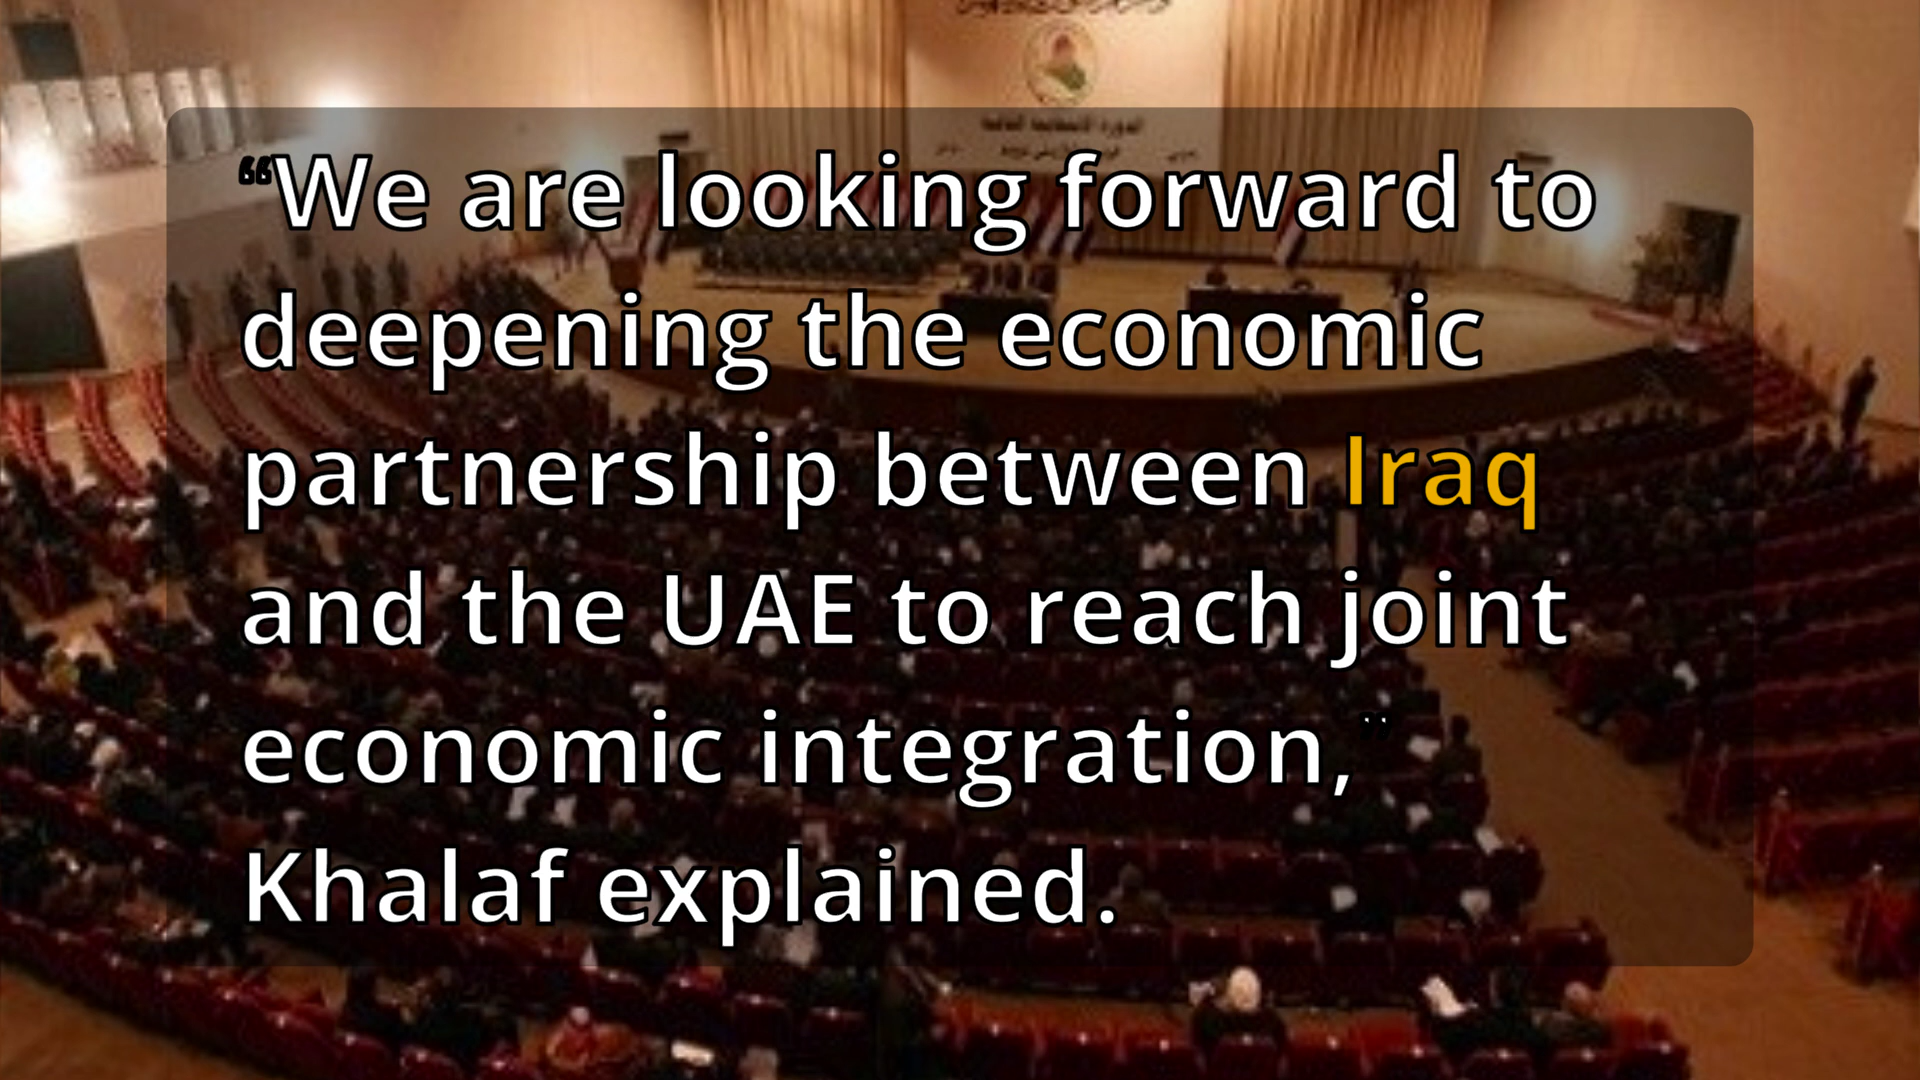 “We are looking forward to
deepening the economic
partnership between Iraq
and the UAE to reach joint
economic integration,”
Khalaf explained.